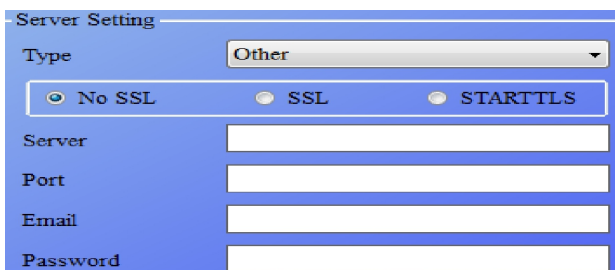 Server Setting
Type Other
No SSL SSL STARTTLS
Server
Port
Email
Password